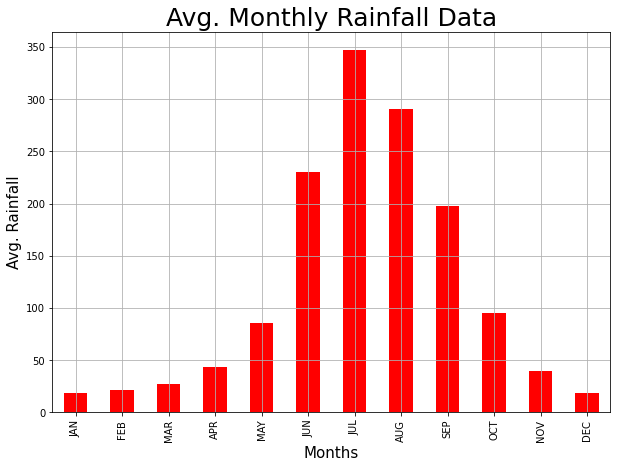 Avg. Monthly Rainfall Data
Avg. Rainfall
350
300
250
200
150
100
50
0
JAN
FEB
MAR
APR
MAY
JUN
JUL
AUG
SEP
OCT
NOV
DEC
Months